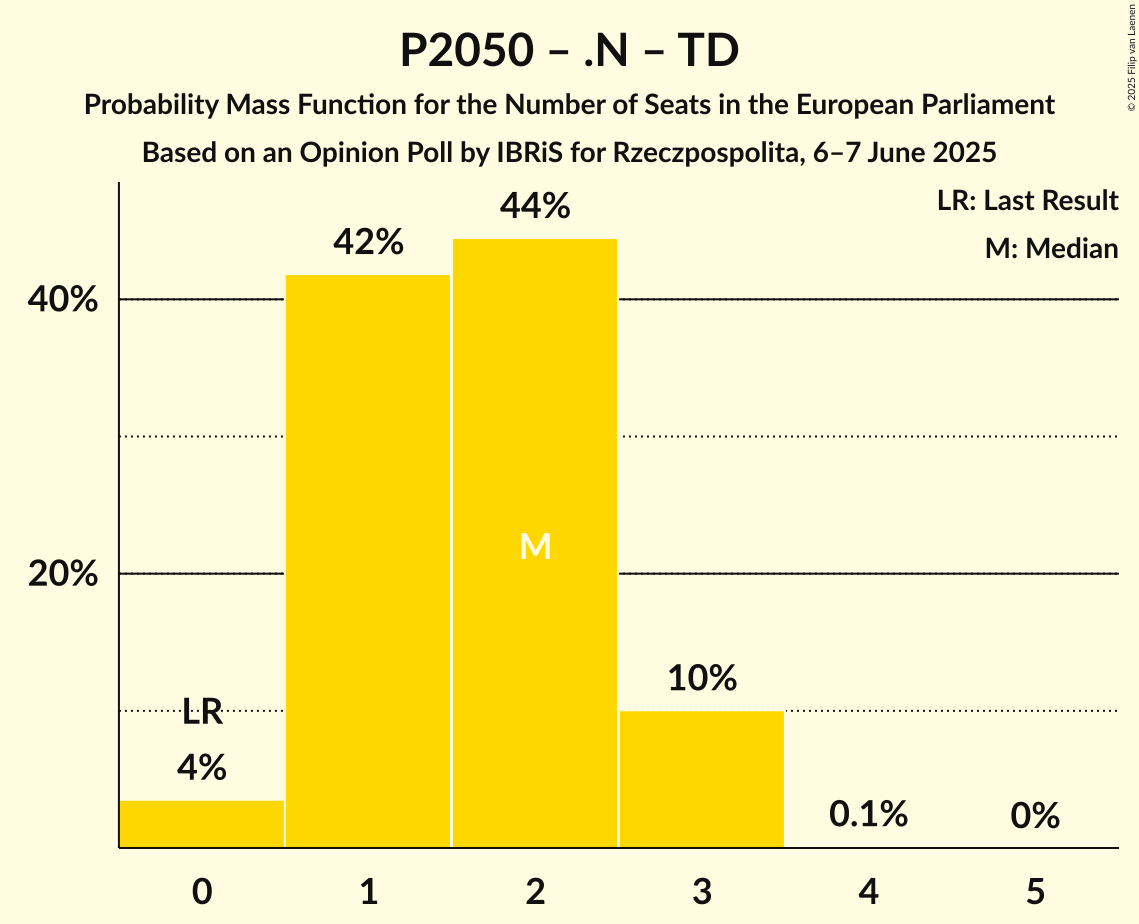 P2050 – .N – TD
Probability Mass Function for the Number of Seats in the European Parliament
Based on an Opinion Poll by IBRiS for Rzeczpospolita, 6–7 June 2025
© 2025 Filip van Laenen
LR: Last Result
M: Median
44%
42%
40%
M
20%
10%
LR
4%
0.1%
0%
0 1 2 3 4 5